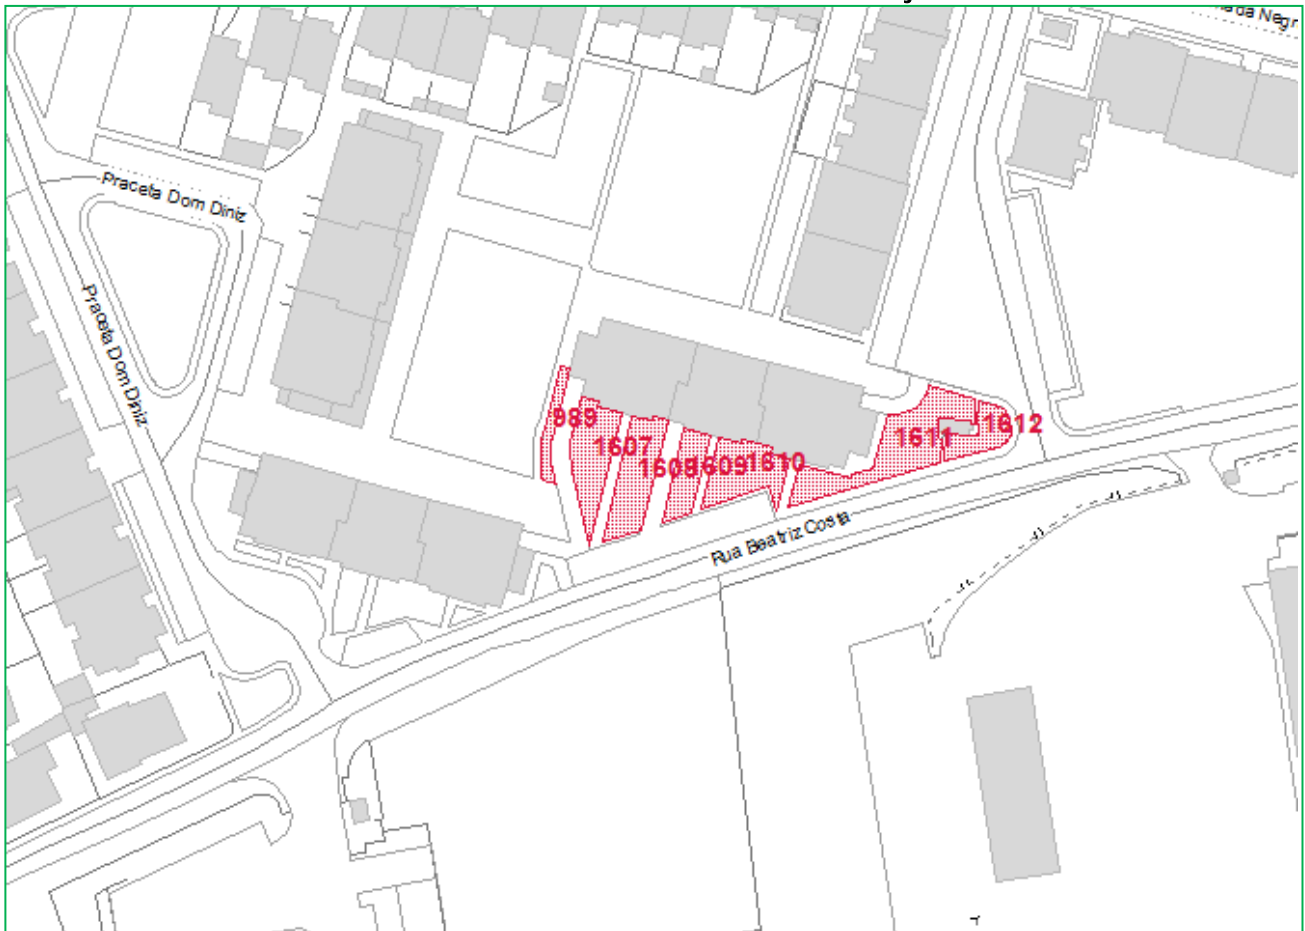 Praceta Dom Diniz
Praceta Dom Diniz
989
1607
1608
1609
1610
1611
1612
Rua Beatriz Costa